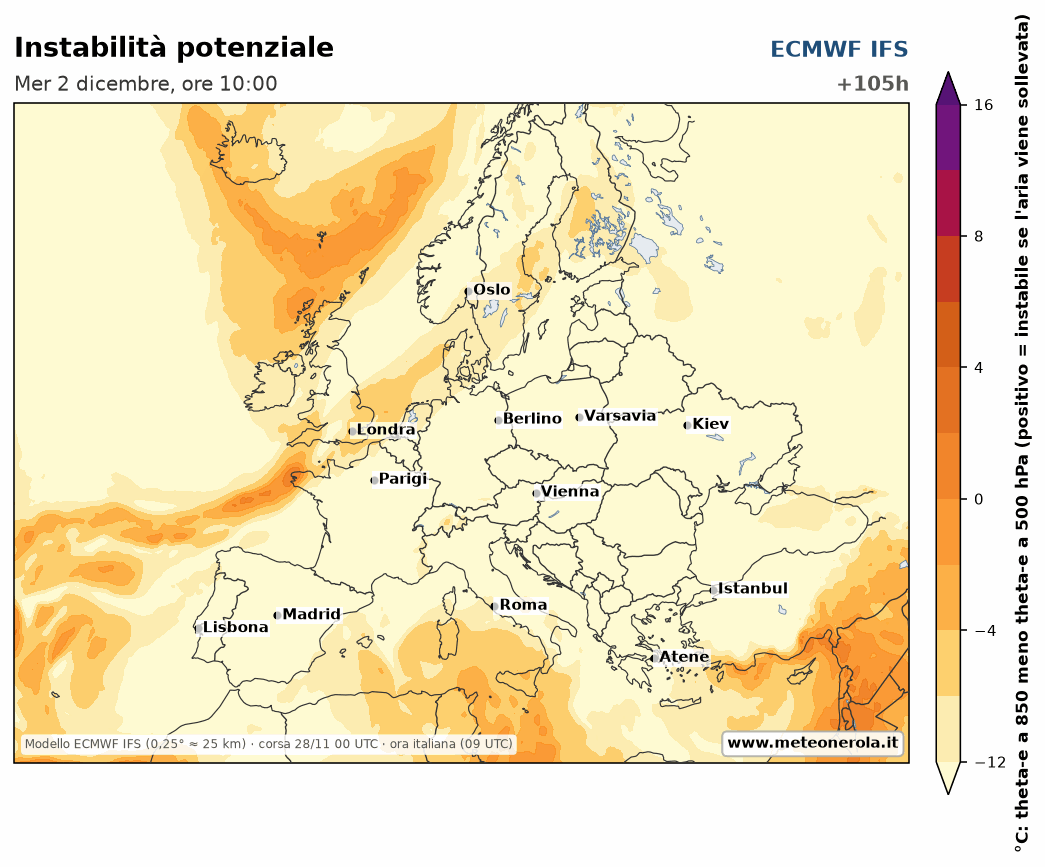 Instabilità potenziale
ECMWF IFS
Mer 2 dicembre, ore 10:00
+105h
Oslo
Berlino
Varsavia
Kiev
Londra
Parigi
Vienna
Istanbul
Roma
Madrid
Lisbona
Atene
Modello ECMWF IFS (0,25° ≈ 25 km) · corsa 28/11 00 UTC · ora italiana (09 UTC)
www.meteonerola.it
16
8
4
0
−4
−12
°C: theta-e a 850 meno theta-e a 500 hPa (positivo = instabile se l'aria viene sollevata)